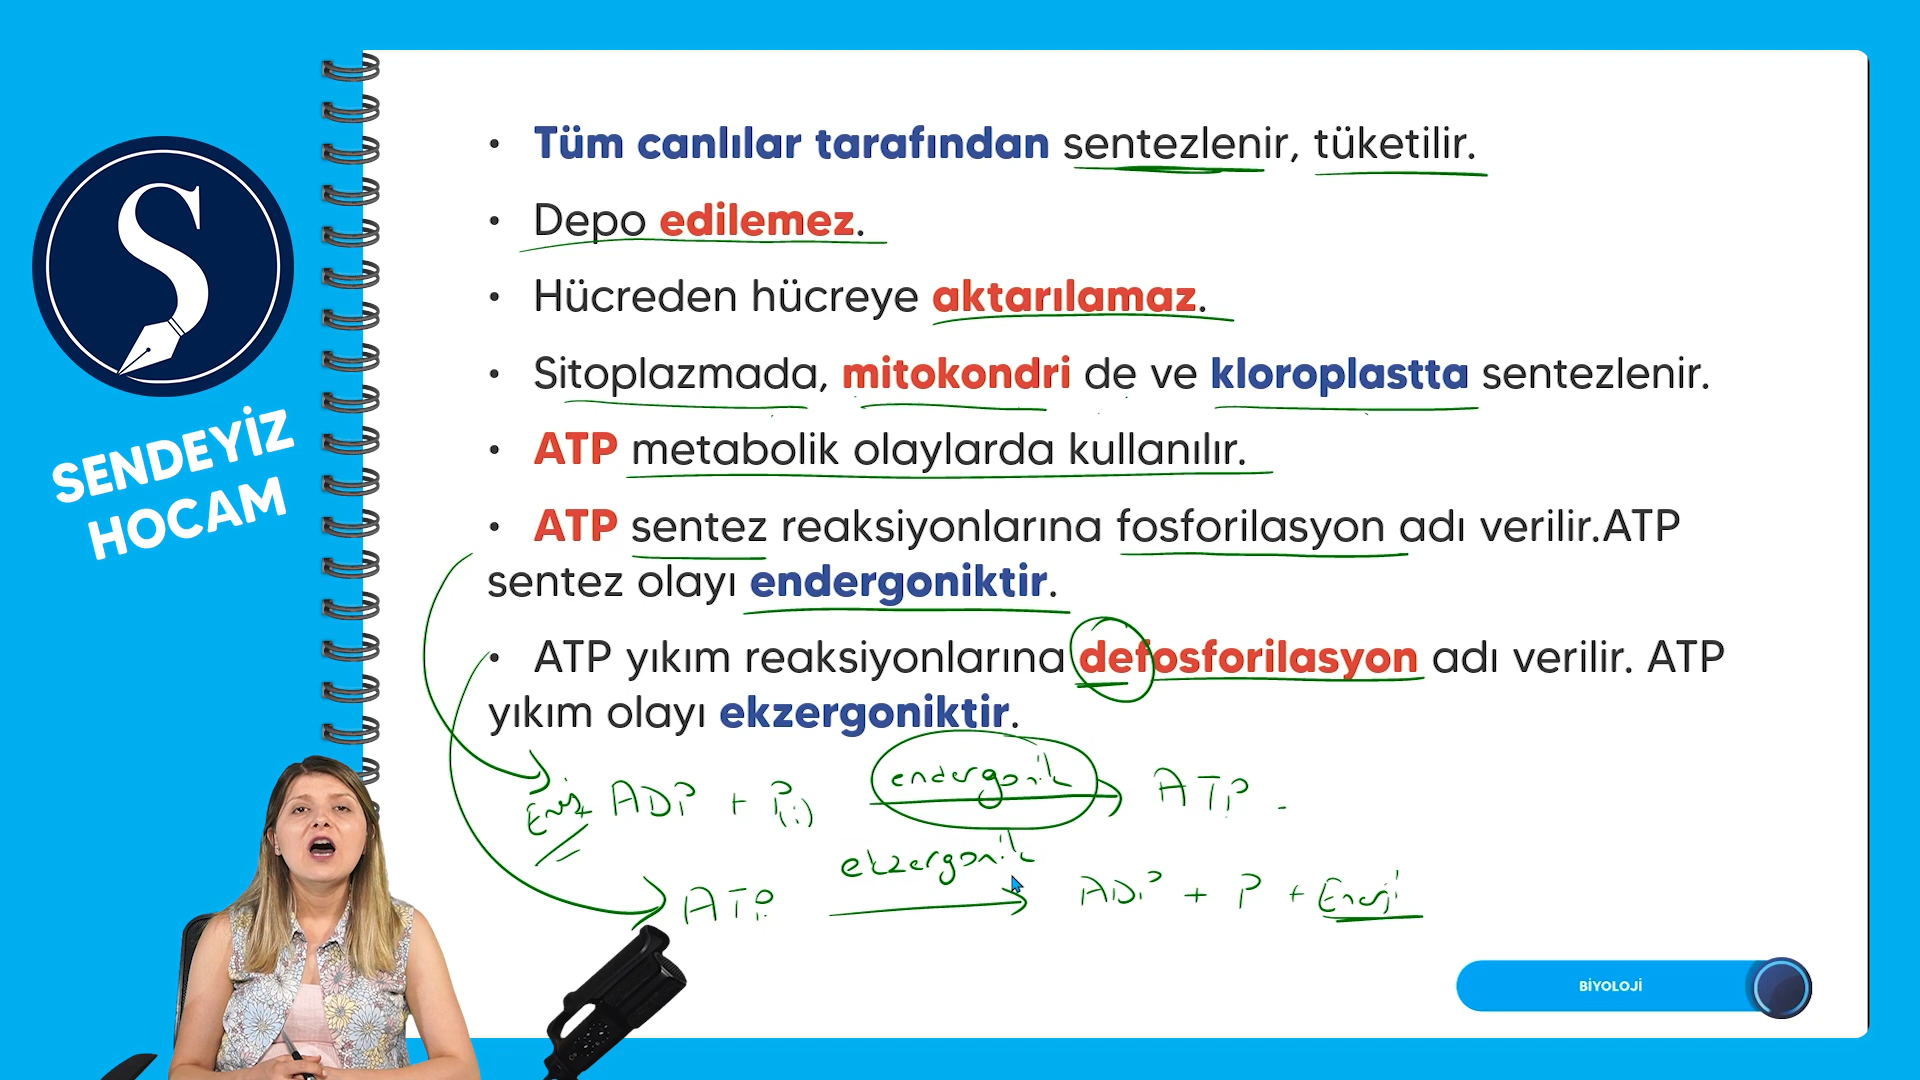 SENDEYİZ
HOCAM
• Tüm canlılar tarafından sentezlenir, tüketilir.
• Depo edilemez.
• Hücreden hücreye aktarılamaz.
• Sitoplazmada, mitokondri de ve kloroplastta sentezlenir.
• ATP metabolik olaylarda kullanılır.
• ATP sentez reaksiyonlarına fosforilasyon adı verilir.ATP
sentez olayı endergoniktir.
• ATP yıkım reaksiyonlarına defosforilasyon adı verilir. ATP
yıkım olayı ekzergoniktir.
ADP + P(i) endergonik ATP
ATP ekzergonik ADP + P + Enerji
BİYOLOJİ